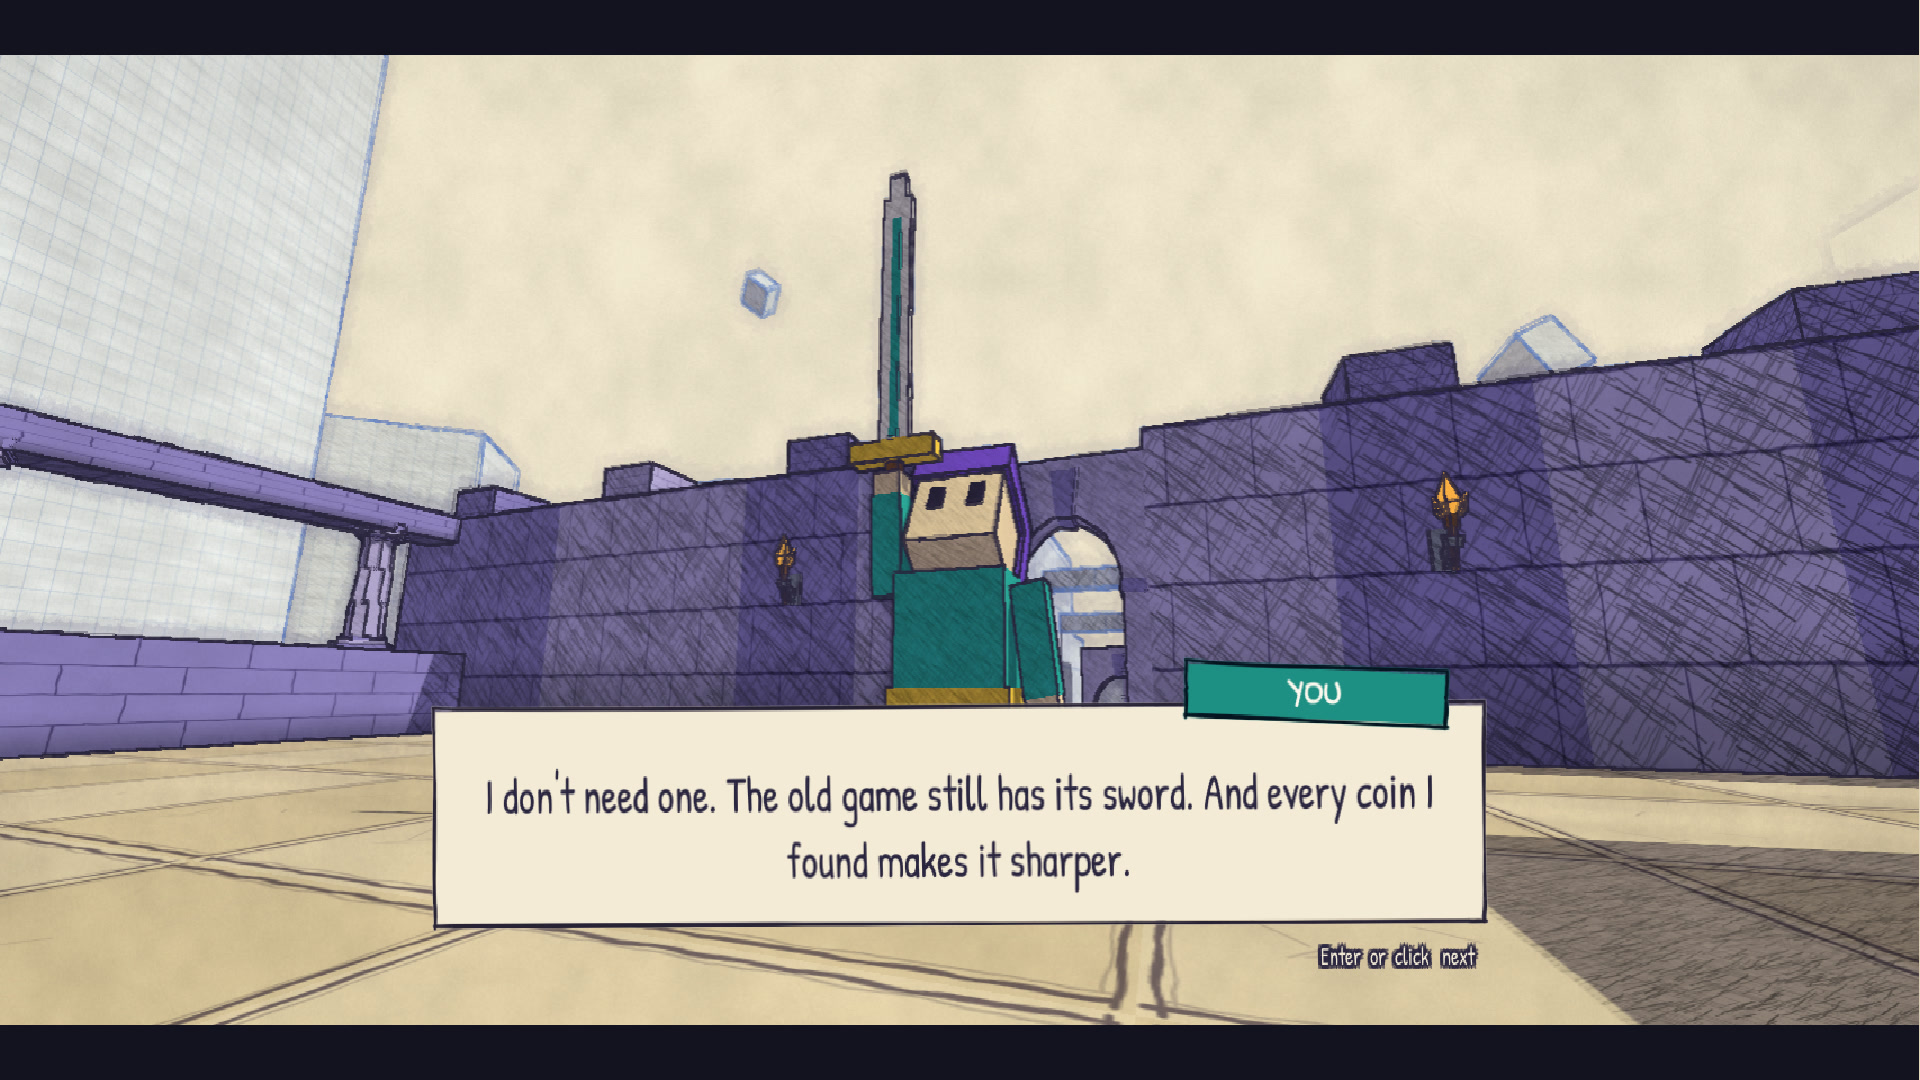 YOU
I don't need one. The old game still has its sword. And every coin I
found makes it sharper.
Enter or click next